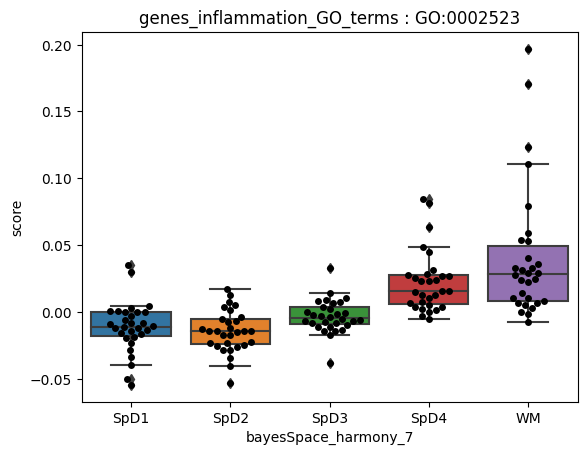 genes_inflammation_GO_terms : GO:0002523
0.20
0.15
0.10
0.05
0.00
−0.05
score
SpD1 SpD2 SpD3 SpD4 WM
bayesSpace_harmony_7